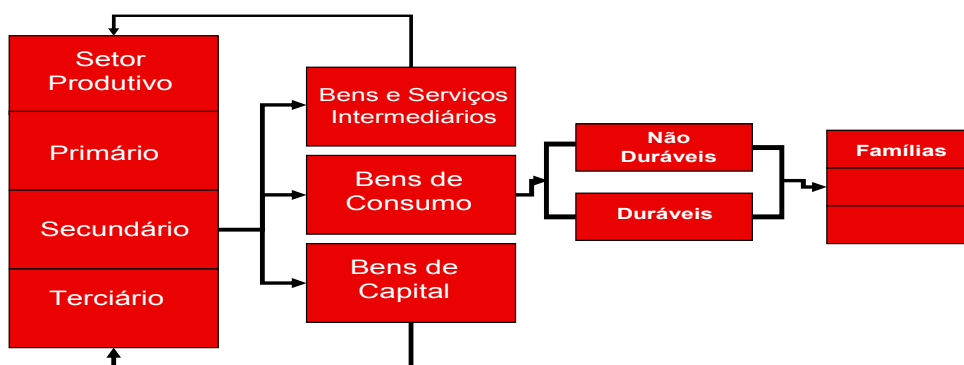 Setor
Produtivo
Primário
Secundário
Terciário
Bens e Serviços
Intermediários
Bens de
Consumo
Bens de
Capital
Não
Duráveis
Duráveis
Famílias